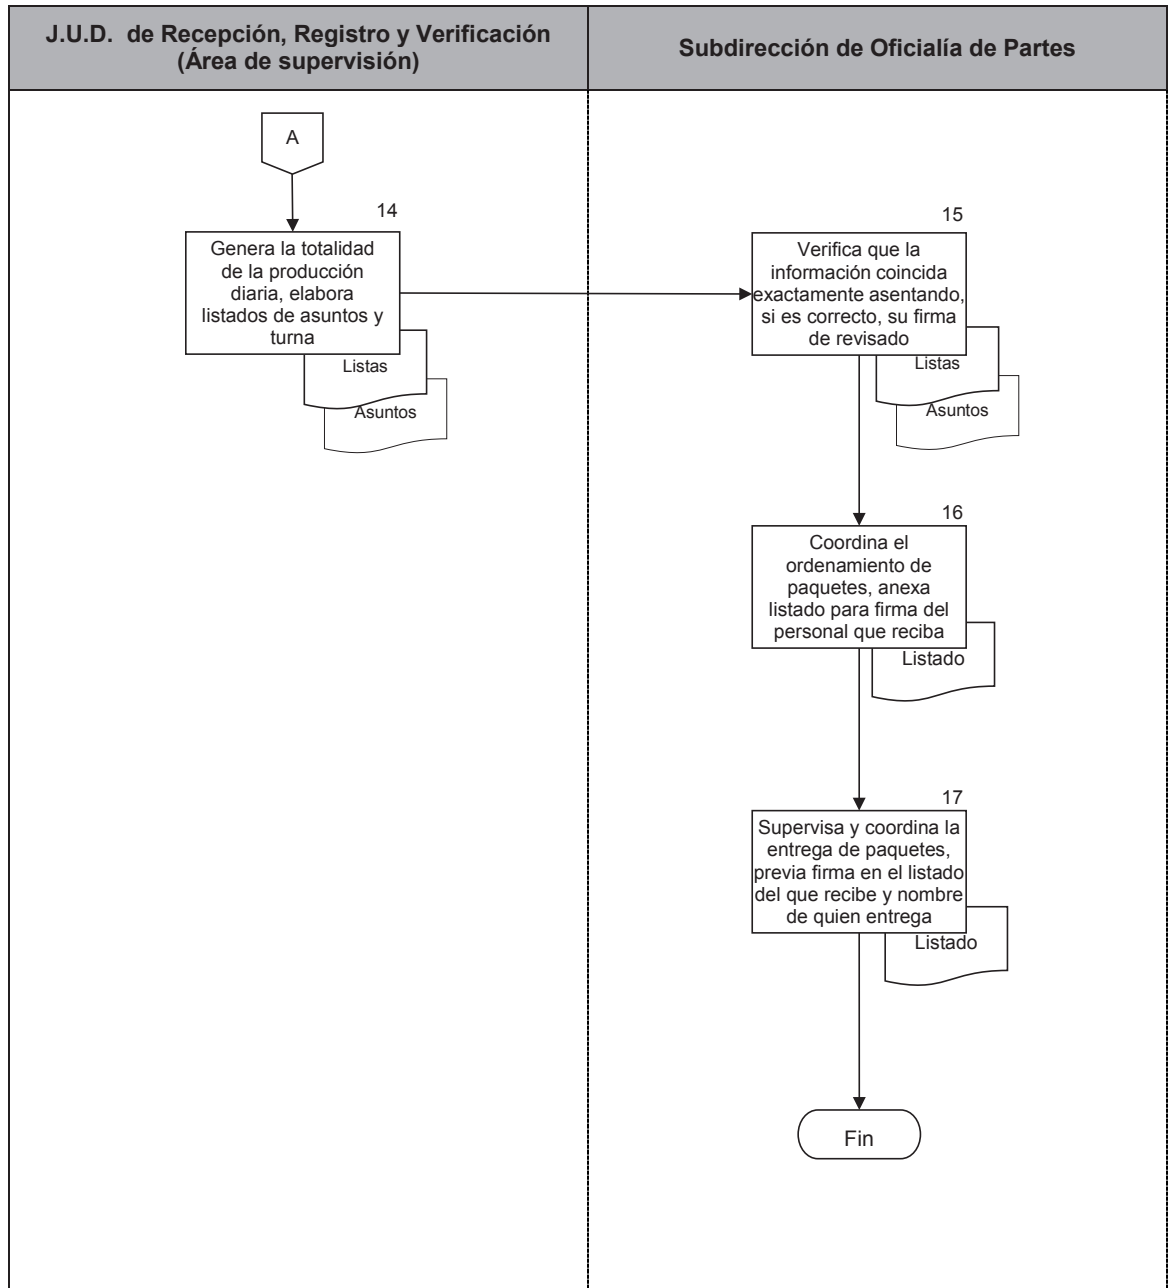 J.U.D. de Recepción, Registro y Verificación
(Área de supervisión)
Subdirección de Oficialía de Partes
A
14
Genera la totalidad
de la producción
diaria, elabora
listados de asuntos y
turna
Listas
Asuntos
15
Verifica que la
información coincida
exactamente asentando,
si es correcto, su firma
de revisado
Listas
Asuntos
16
Coordina el
ordenamiento de
paquetes, anexa
listado para firma del
personal que reciba
Listado
17
Supervisa y coordina la
entrega de paquetes,
previa firma en el listado
del que recibe y nombre
de quien entrega
Listado
Fin